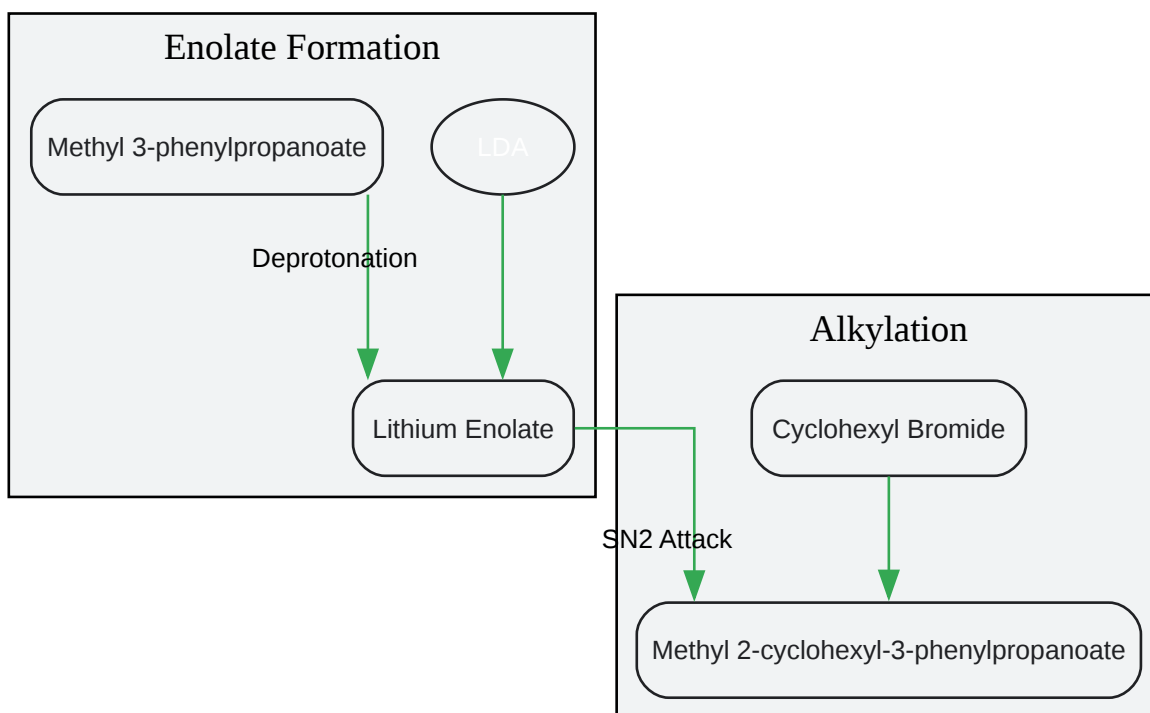 Enolate Formation
Methyl 3-phenylpropanoate
LDA
Deprotonation
Lithium Enolate
Alkylation
Cyclohexyl Bromide
SN2 Attack
Methyl 2-cyclohexyl-3-phenylpropanoate